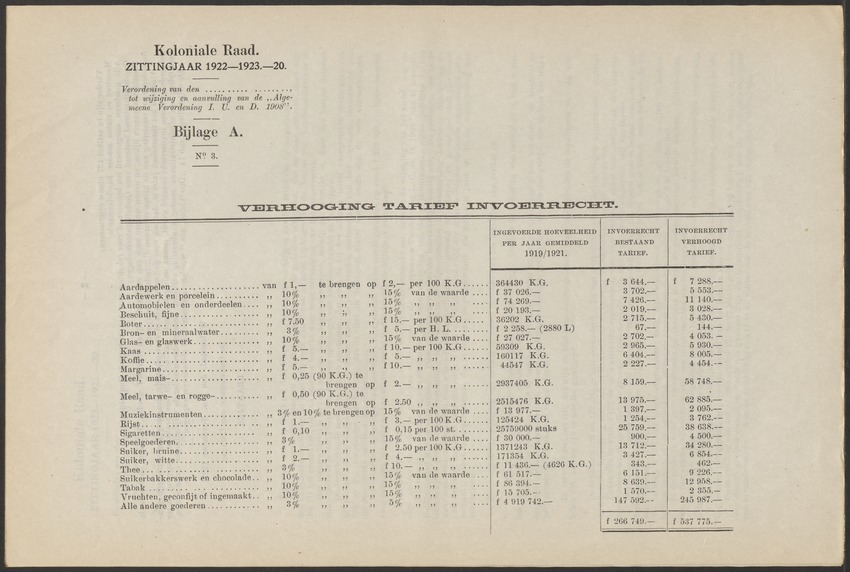 Koloniale Raad.
ZITTINGJAAR 1922—1923.—20.
Verordening van den .......... .......,
tot wijziging en aanvulling van de ,,Alge-
meene Verordening I. U. en D. 1908".
Bijlage A.
No 3.
VERHOOGING TARIEF INVOERRECHT.
INGEVOERDE HOEVEELHEID PER JAAR GEMIDDELD 1919/1921. INVOERRECHT BESTAAND TARIEF. INVOERRECHT VERHOOGD TARIEF.
Aardappelen .................... van f 1,— te brengen op f 2,— per 100 K.G ...... 364430 K.G. f 3 644.— f 7 288.—
Aardewerk en porcelein .......... ,, 10% ,, ,, ,, 15% van de waarde .... f 37 026.— 3 702.— 5 553.—
Automobielen en onderdeelen .... ,, 10% ,, ,, ,, 15% ,, ,, ,, .... f 74 269.— 7 426.— 11 140.—
Beschuit, fijne .................. ,, 10% ,, ,, ,, 15% ,, ,, ,, .... f 20 193.— 2 019.— 3 028.—
Boter ........................ ,, f 7.50 ,, ,, ,, f 15.— per 100 K.G ...... 36202 K.G. 2 715.— 5 430.—
Bron- en mineraalwater .......... ,, 3% ,, ,, ,, f 5.— per H. L. ........ f 2 258.— (2880 L) 67.— 144.—
Glas- en glaswerk .............. ,, 10% ,, ,, ,, 15% van de waarde .... f 27 027.— 2 702.— 4 053.—
Kaas ........................ ,, f 5.— ,, ,, ,, f 10.— per 100 K.G ...... 59309 K.G. 2 965.— 5 930.—
Koffie ........................ ,, f 4.— ,, ,, ,, f 5.— ,, ,, ,, ...... 160117 K.G. 6 404.— 8 005.—
Margarine .................... ,, f 5.— ,, ,, ,, f 10.— ,, ,, ,, ...... 44547 K.G. 2 227.— 4 454.—
Meel, mais- .................... ,, f 0,25 (90 K.G.) te
brengen op f 2.— ,, ,, ,, ...... 2937405 K.G. 8 159.— 58 748.—
Meel, tarwe- en rogge- .......... ,, f 0,50 (90 K.G.) te
brengen op f 2.50 ,, ,, ,, ...... 2515476 K.G. 13 975.— 62 885.—
Muziekinstrumenten .............. ,, 3% en 10% te brengen op 15% van de waarde .... f 13 977.— 1 397.— 2 095.—
Rijst ........................ ,, f 1.— ,, ,, ,, f 3.— per 100 K.G ...... 125424 K.G. 1 254.— 3 762.—
Sigaretten .................... ,, f 0,10 ,, ,, ,, f 0,15 per 100 st. ...... 25759000 stuks 25 759.— 38 638.—
Speelgoederen .................. ,, 3% ,, ,, ,, 15% van de waarde .... f 30 000.— 900.— 4 500.—
Suiker, bruine .................. ,, f 1.— ,, ,, ,, f 2.50 per 100 K.G ...... 1371243 K.G. 13 712.— 34 280.—
Suiker, witte .................. ,, f 2.— ,, ,, ,, f 4.— ,, ,, ,, ...... 171354 K.G. 3 427.— 6 854.—
Thee ........................ ,, 3% ,, ,, ,, f 10.— ,, ,, ,, ...... f 11 436.— (4626 K.G.) 343.— 462.—
Suikerbakkerswerk en chocolade .. ,, 10% ,, ,, ,, 15% van de waarde .... f 61 517.— 6 151.— 9 226.—
Tabak ........................ ,, 10% ,, ,, ,, 15% ,, ,, ,, .... f 86 394.— 8 639.— 12 958.—
Vruchten, geconfijt of ingemaakt .. ,, 10% ,, ,, ,, 15% ,, ,, ,, .... f 15 705.— 1 570.— 2 355.—
Alle andere goederen ............ ,, 3% ,, ,, ,, 5% ,, ,, ,, .... f 4 919 742.— 147 592.— 245 987.—
f 266 749.— f 537 775.—